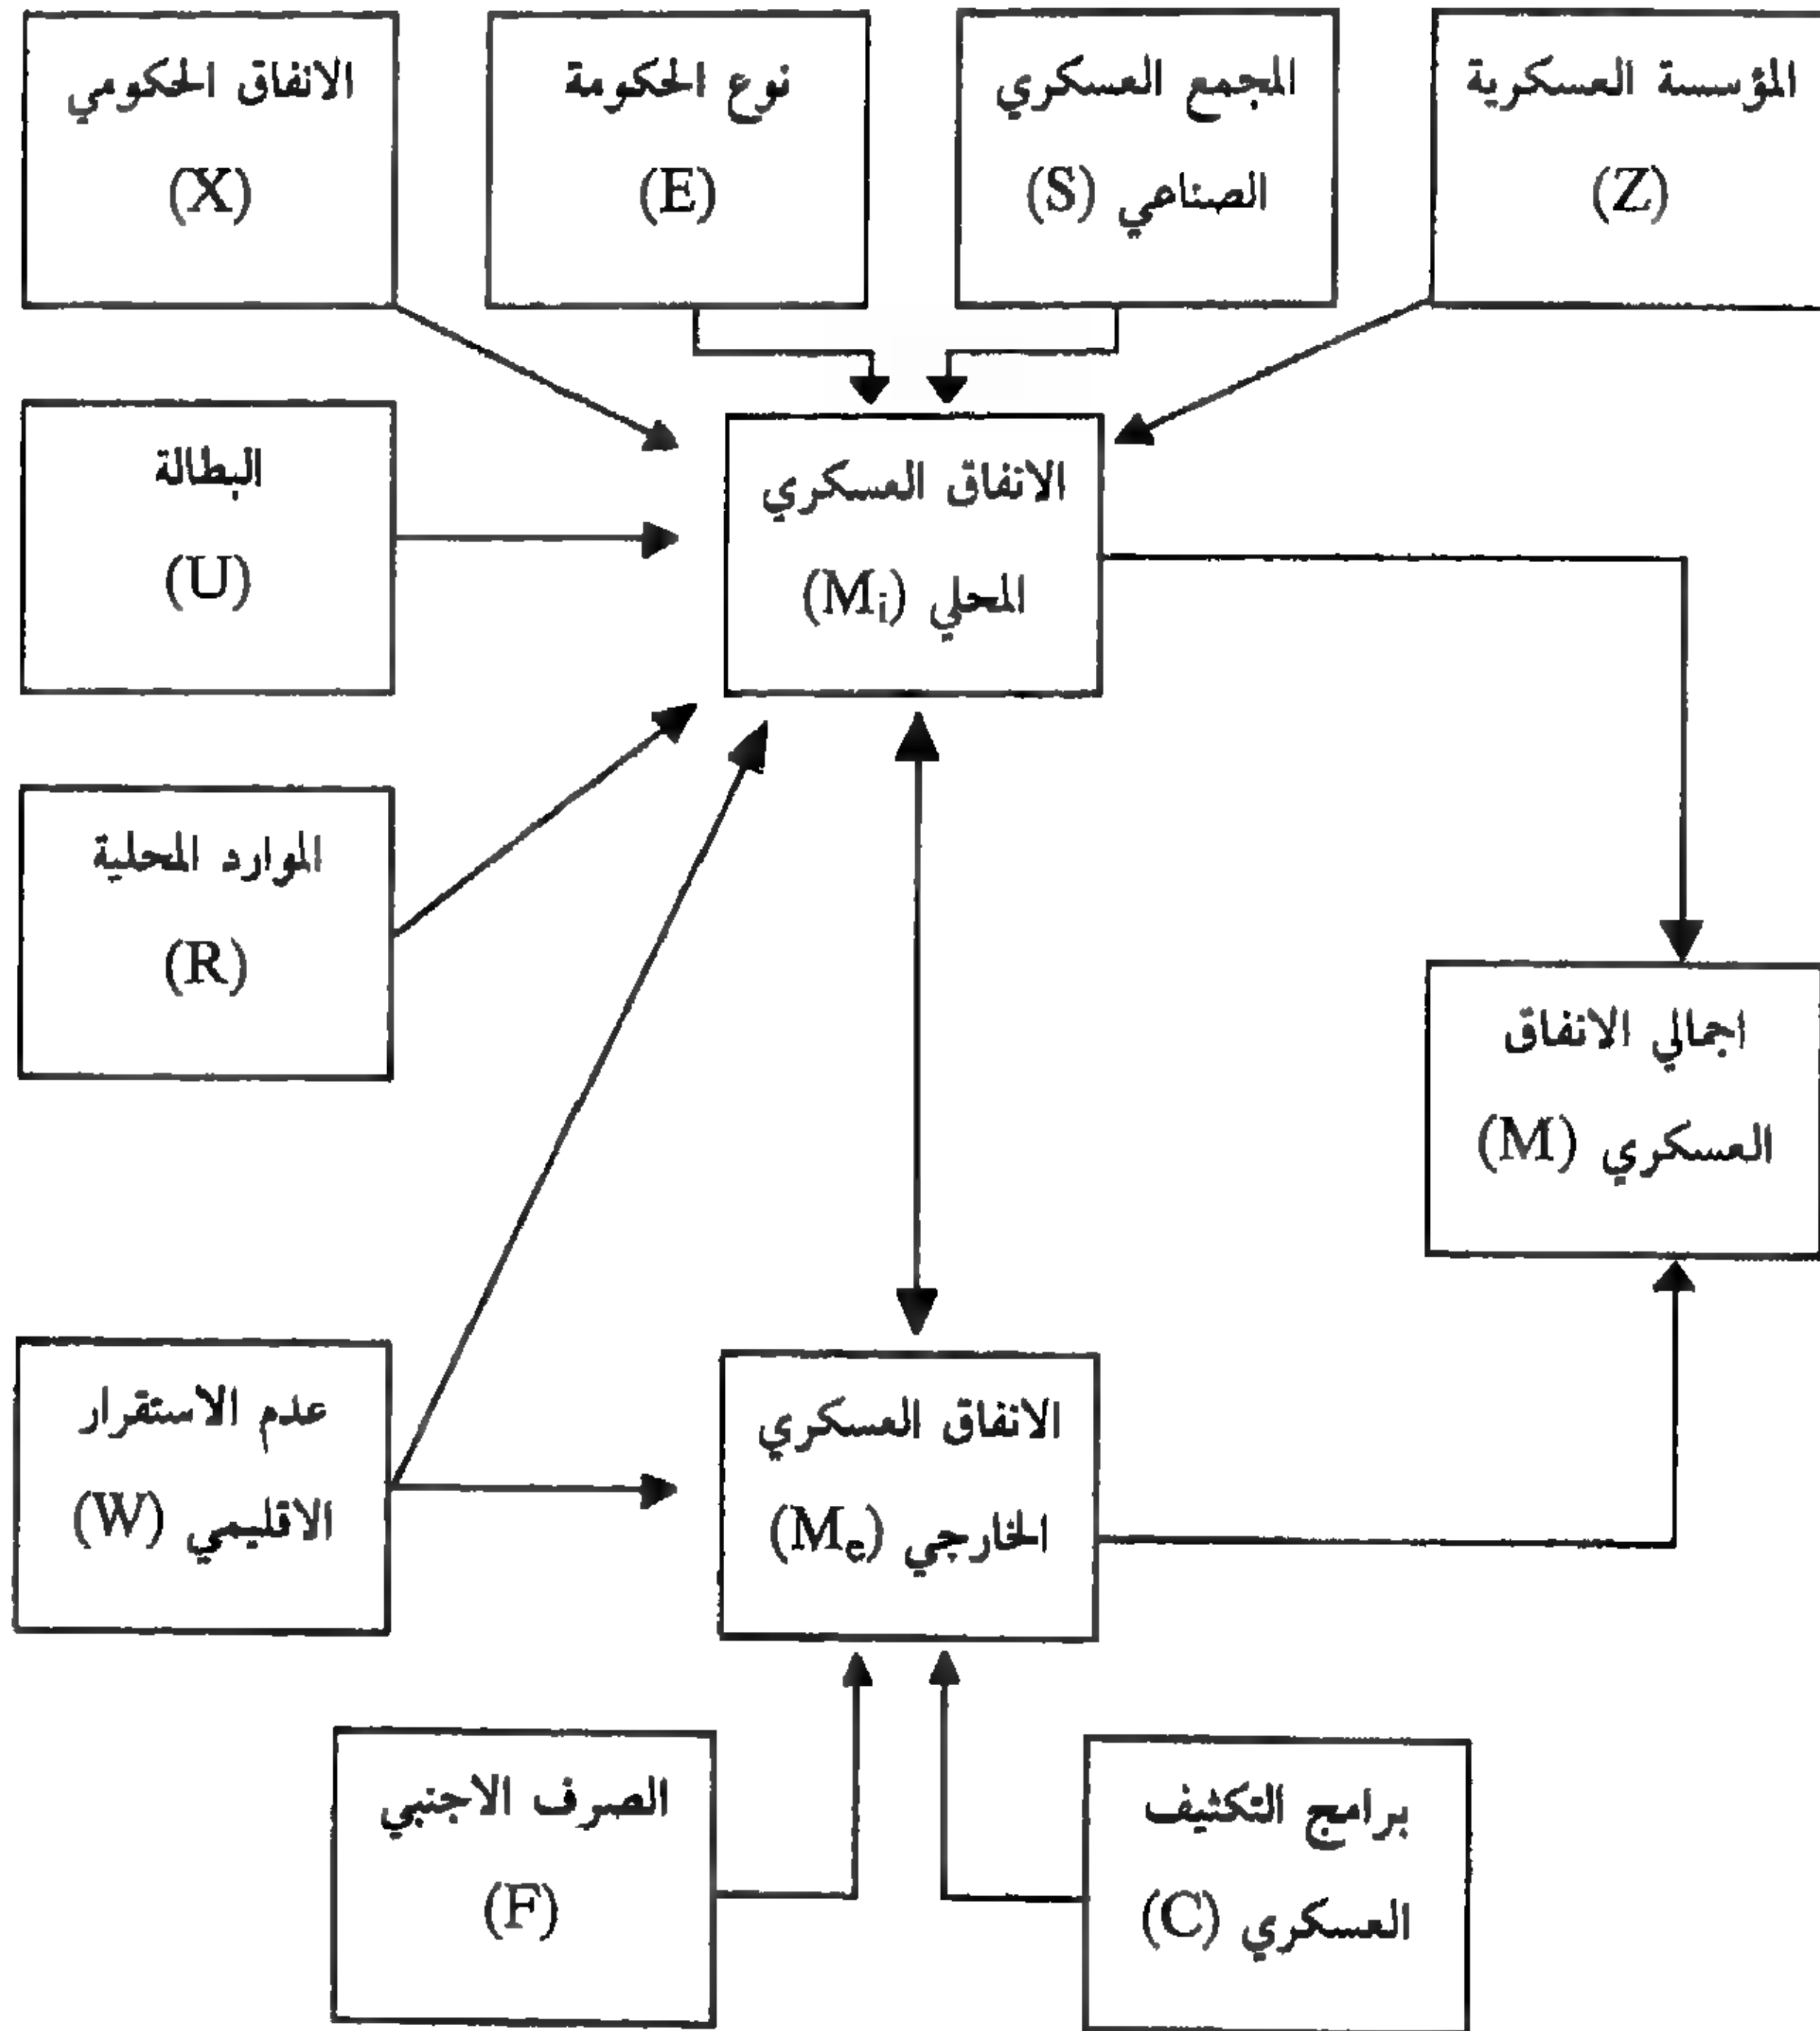 المؤسسة العسكرية
(Z)
المجمع العسكري
الصناعي (S)
نوع الحكومة
(E)
الانفاق الحكومي
(X)
الانفاق العسكري
المحلي (Mi)
البطالة
(U)
الموارد المحلية
(R)
اجمالي الانفاق
العسكري (M)
الانفاق العسكري
الخارجي (Me)
عدم الاستقرار
الاقليمي (W)
برامج التكثيف
العسكري (C)
الصرف الاجنبي
(F)